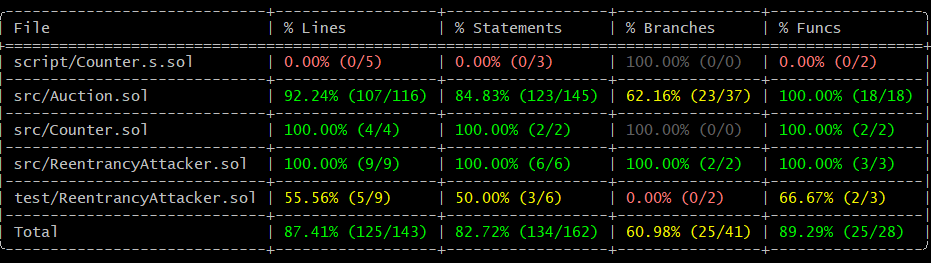 File | % Lines | % Statements | % Branches | % Funcs
script/Counter.s.sol | 0.00% (0/5) | 0.00% (0/3) | 100.00% (0/0) | 0.00% (0/2)
src/Auction.sol | 92.24% (107/116) | 84.83% (123/145) | 62.16% (23/37) | 100.00% (18/18)
src/Counter.sol | 100.00% (4/4) | 100.00% (2/2) | 100.00% (0/0) | 100.00% (2/2)
src/ReentrancyAttacker.sol | 100.00% (9/9) | 100.00% (6/6) | 100.00% (2/2) | 100.00% (3/3)
test/ReentrancyAttacker.sol | 55.56% (5/9) | 50.00% (3/6) | 0.00% (0/2) | 66.67% (2/3)
Total | 87.41% (125/143) | 82.72% (134/162) | 60.98% (25/41) | 89.29% (25/28)